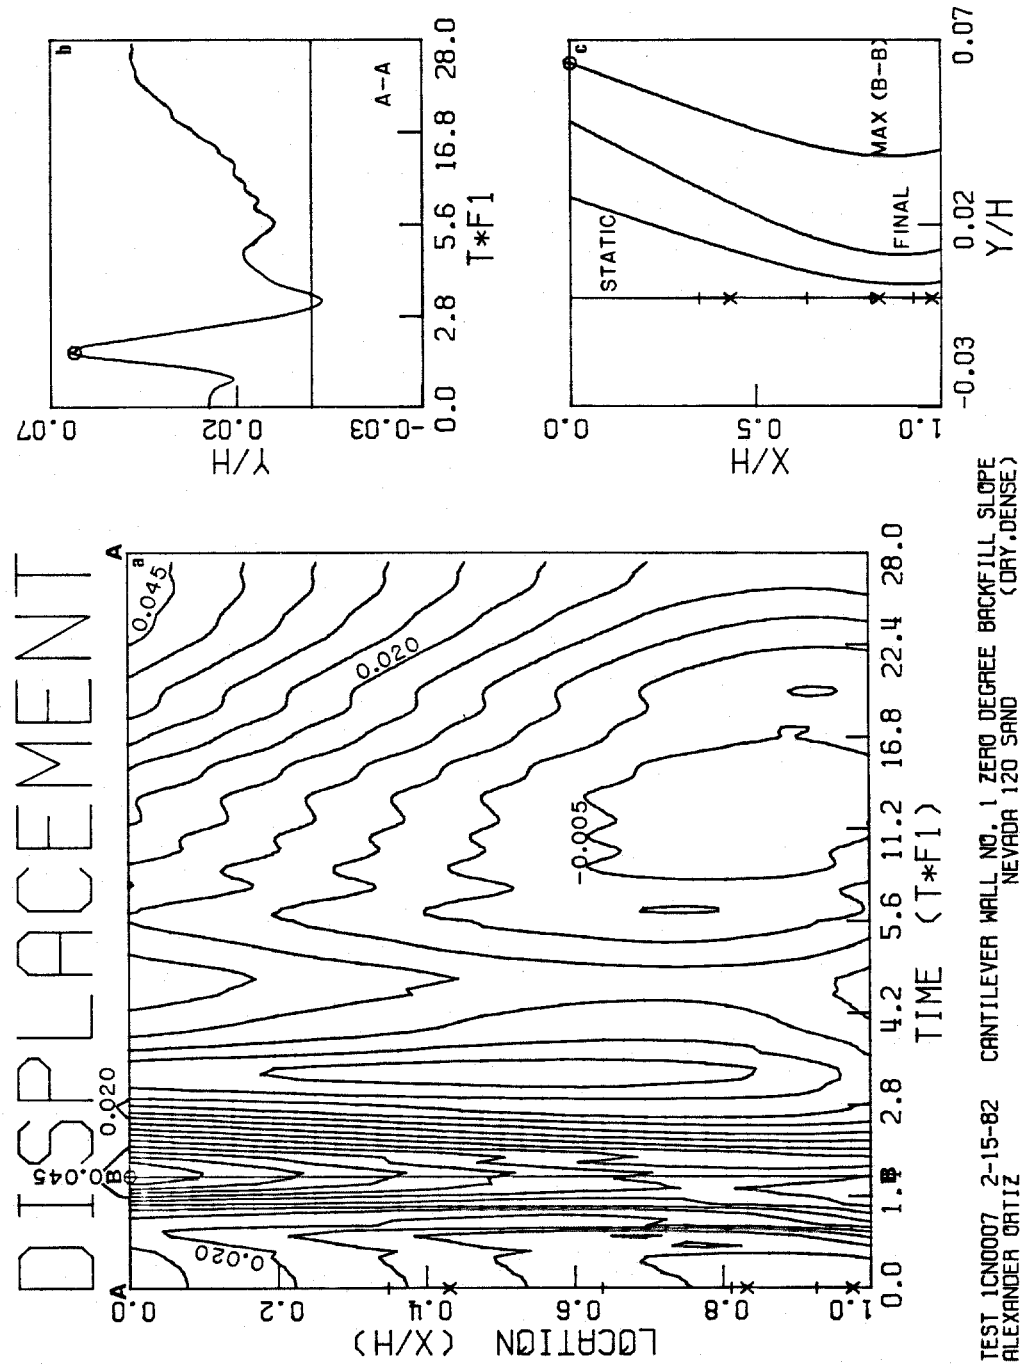 DISPLACEMENT
A
A
a
B
0.045
0.020
0.045
0.020
0.020
-0.005
B
LOCATION (X/H)
0.0
0.2
0.4
0.6
0.8
1.0
0.0
1.4
2.8
4.2
5.6
11.2
16.8
22.4
28.0
TIME (T*F1)
b
A-A
Y/H
0.07
0.02
-0.03
0.0
2.8
5.6
16.8
28.0
T*F1
c
STATIC
FINAL
MAX (B-B)
X/H
0.0
0.5
1.0
-0.03
0.02
0.07
Y/H
TEST 1CN0007 2-15-82 CANTILEVER WALL NO. 1 ZERO DEGREE BACKFILL SLOPE
ALEXANDER ORTIZ NEVADA 120 SAND (DRY,DENSE)